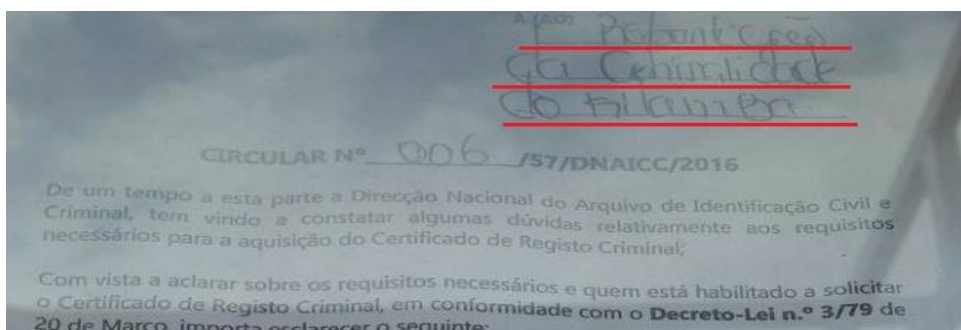 A (AO)
da Centralidade
do Kilamba.
CIRCULAR Nº 006 /57/DNAICC/2016
De um tempo a esta parte a Direcção Nacional do Arquivo de Identificação Civil e
Criminal, tem vindo a constatar algumas dúvidas relativamente aos requisitos
necessários para a aquisição do Certificado de Registo Criminal;
Com vista a aclarar sobre os requisitos necessários e quem está habilitado a solicitar
o Certificado de Registo Criminal, em conformidade com o Decreto-Lei n.º 3/79 de
20 de Março, importa esclarecer o seguinte: